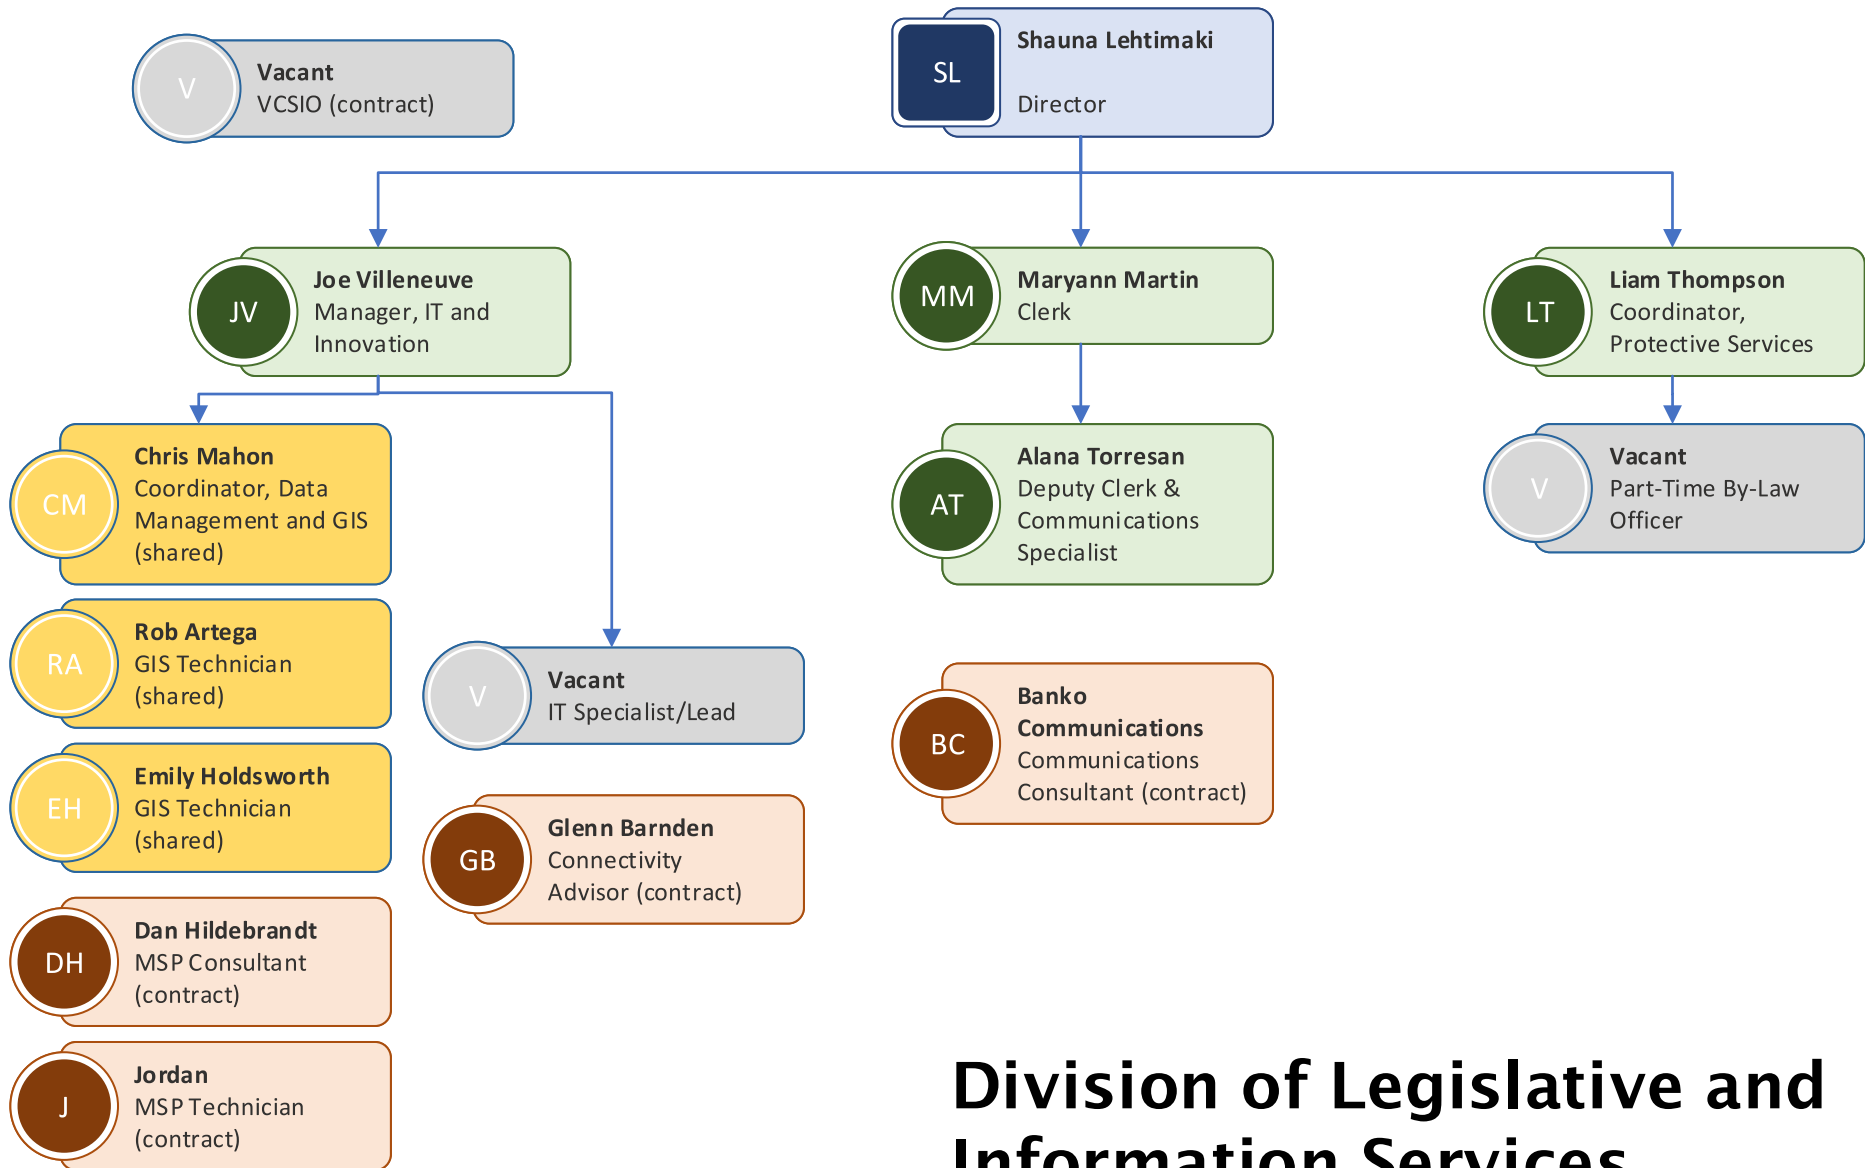 V
Vacant
VCSIO (contract)
SL
Shauna Lehtimaki
Director
JV
Joe Villeneuve
Manager, IT and
Innovation
MM
Maryann Martin
Clerk
LT
Liam Thompson
Coordinator,
Protective Services
CM
Chris Mahon
Coordinator, Data
Management and GIS
(shared)
AT
Alana Torresan
Deputy Clerk &
Communications
Specialist
V
Vacant
Part-Time By-Law
Officer
RA
Rob Artega
GIS Technician
(shared)
V
Vacant
IT Specialist/Lead
BC
Banko
Communications
Communications
Consultant (contract)
EH
Emily Holdsworth
GIS Technician
(shared)
GB
Glenn Barnden
Connectivity
Advisor (contract)
DH
Dan Hildebrandt
MSP Consultant
(contract)
J
Jordan
MSP Technician
(contract)
Division of Legislative and
Information Services